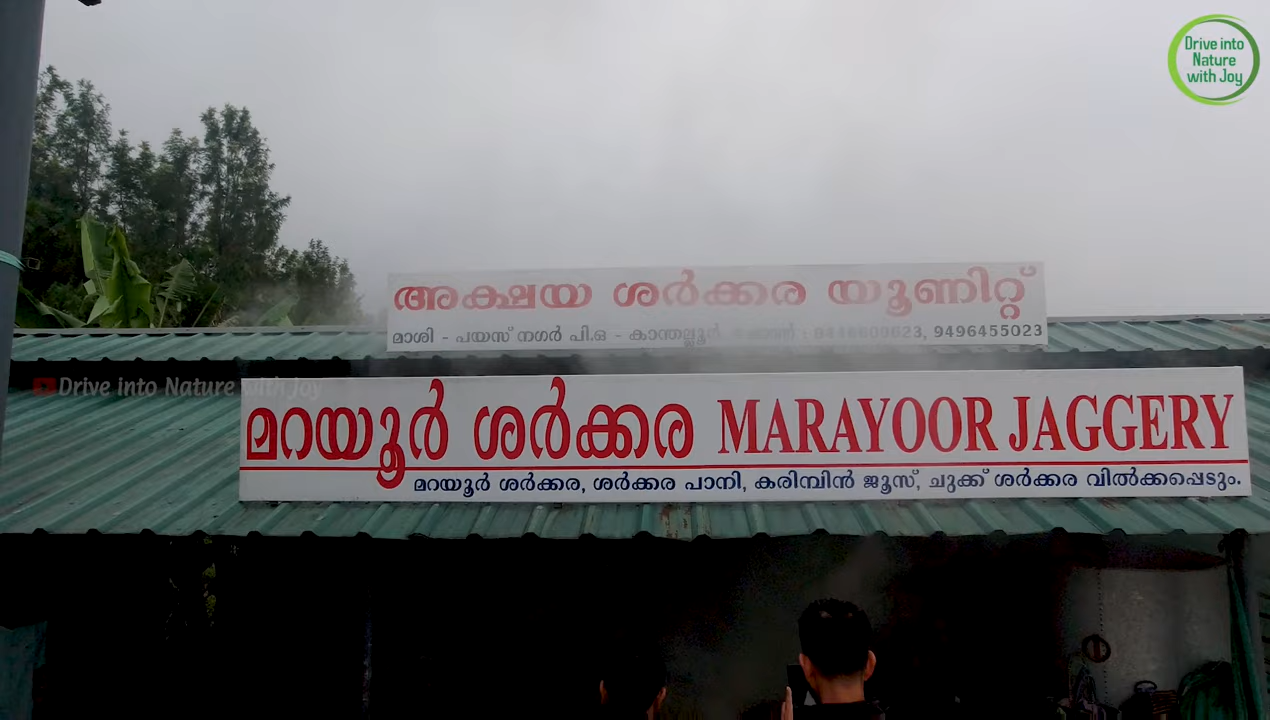 Drive into
Nature
with Joy
അക്ഷയ ശർക്കര യൂണിറ്റ്
മാശി - പയസ് നഗർ പി.ഒ - കാന്തല്ലൂർ 9496455023
Drive into Nature with Joy
മറയൂർ ശർക്കര MARAYOOR JAGGERY
മറയൂർ ശർക്കര, ശർക്കര പാനി, കരിമ്പിൻ ജൂസ്, ചുക്ക് ശർക്കര വിൽക്കപ്പെടും.